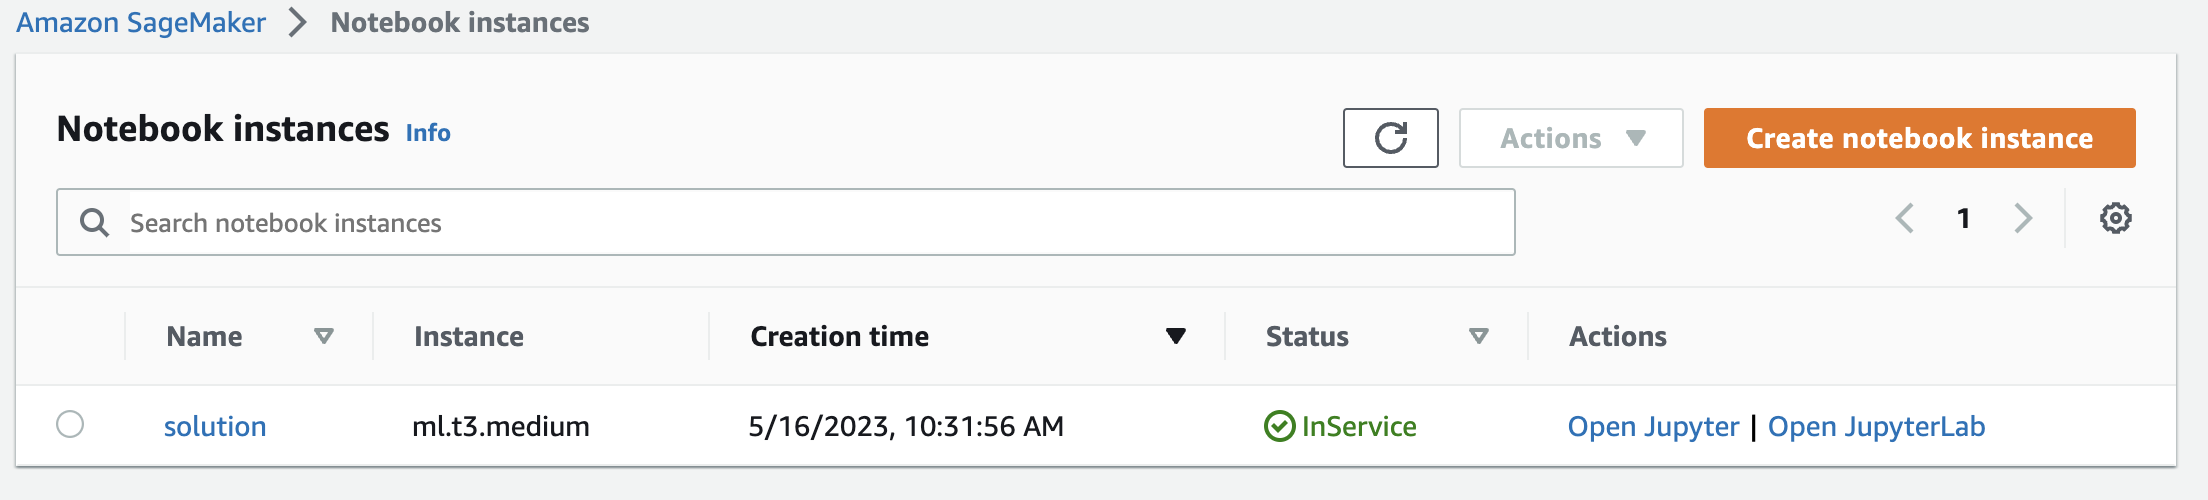 Amazon SageMaker > Notebook instances
Notebook instances Info
Actions
Create notebook instance
Search notebook instances
1
Name Instance Creation time Status Actions
solution ml.t3.medium 5/16/2023, 10:31:56 AM InService Open Jupyter | Open JupyterLab